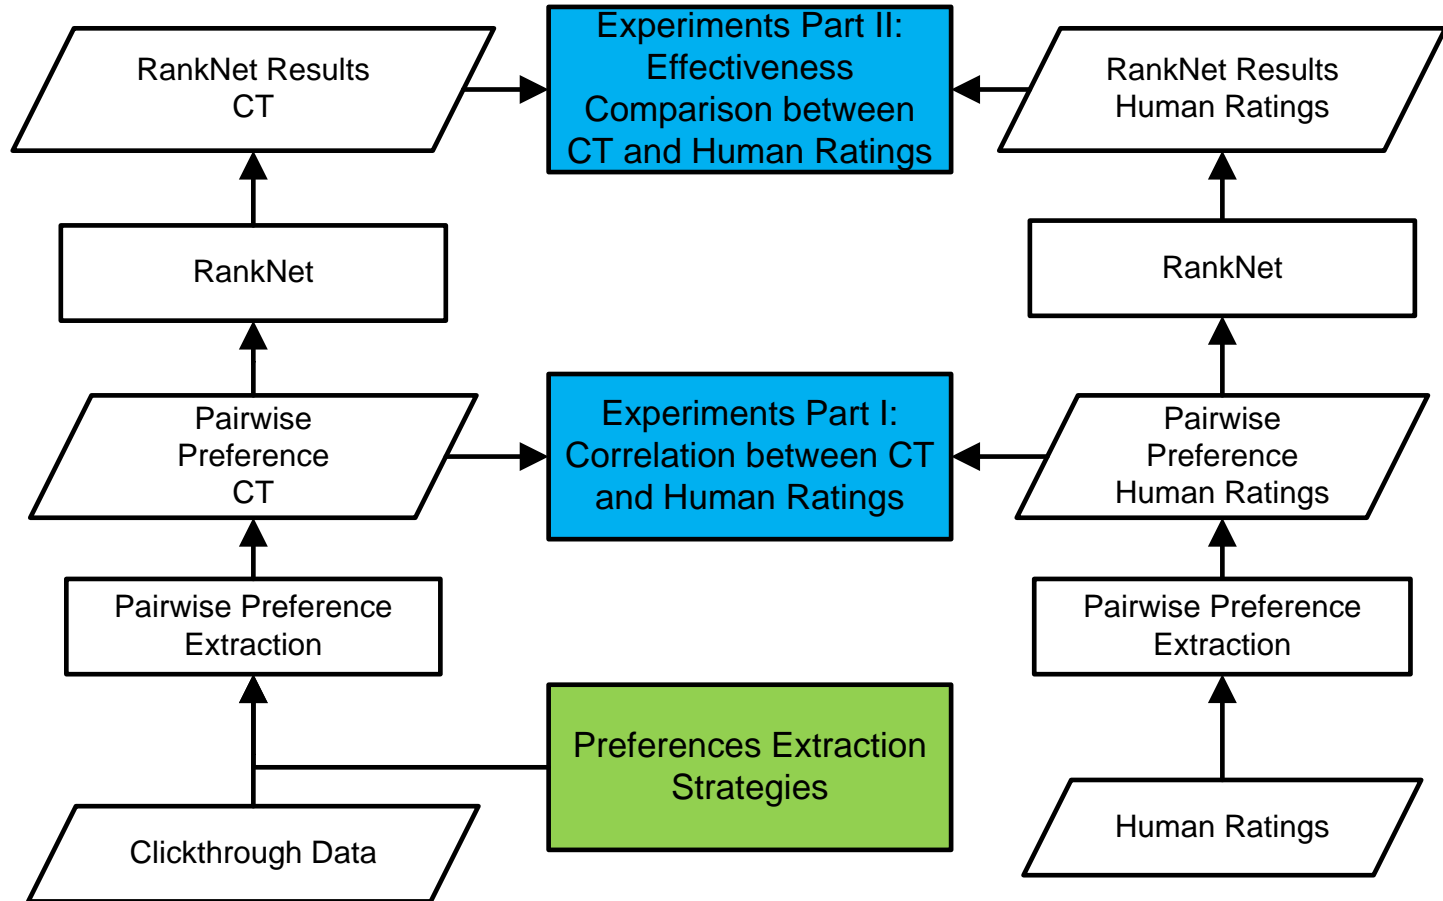 RankNet Results
CT
Experiments Part II:
Effectiveness
Comparison between
CT and Human Ratings
RankNet Results
Human Ratings
RankNet
RankNet
Pairwise
Preference
CT
Experiments Part I:
Correlation between CT
and Human Ratings
Pairwise
Preference
Human Ratings
Pairwise Preference
Extraction
Pairwise Preference
Extraction
Preferences Extraction
Strategies
Clickthrough Data
Human Ratings